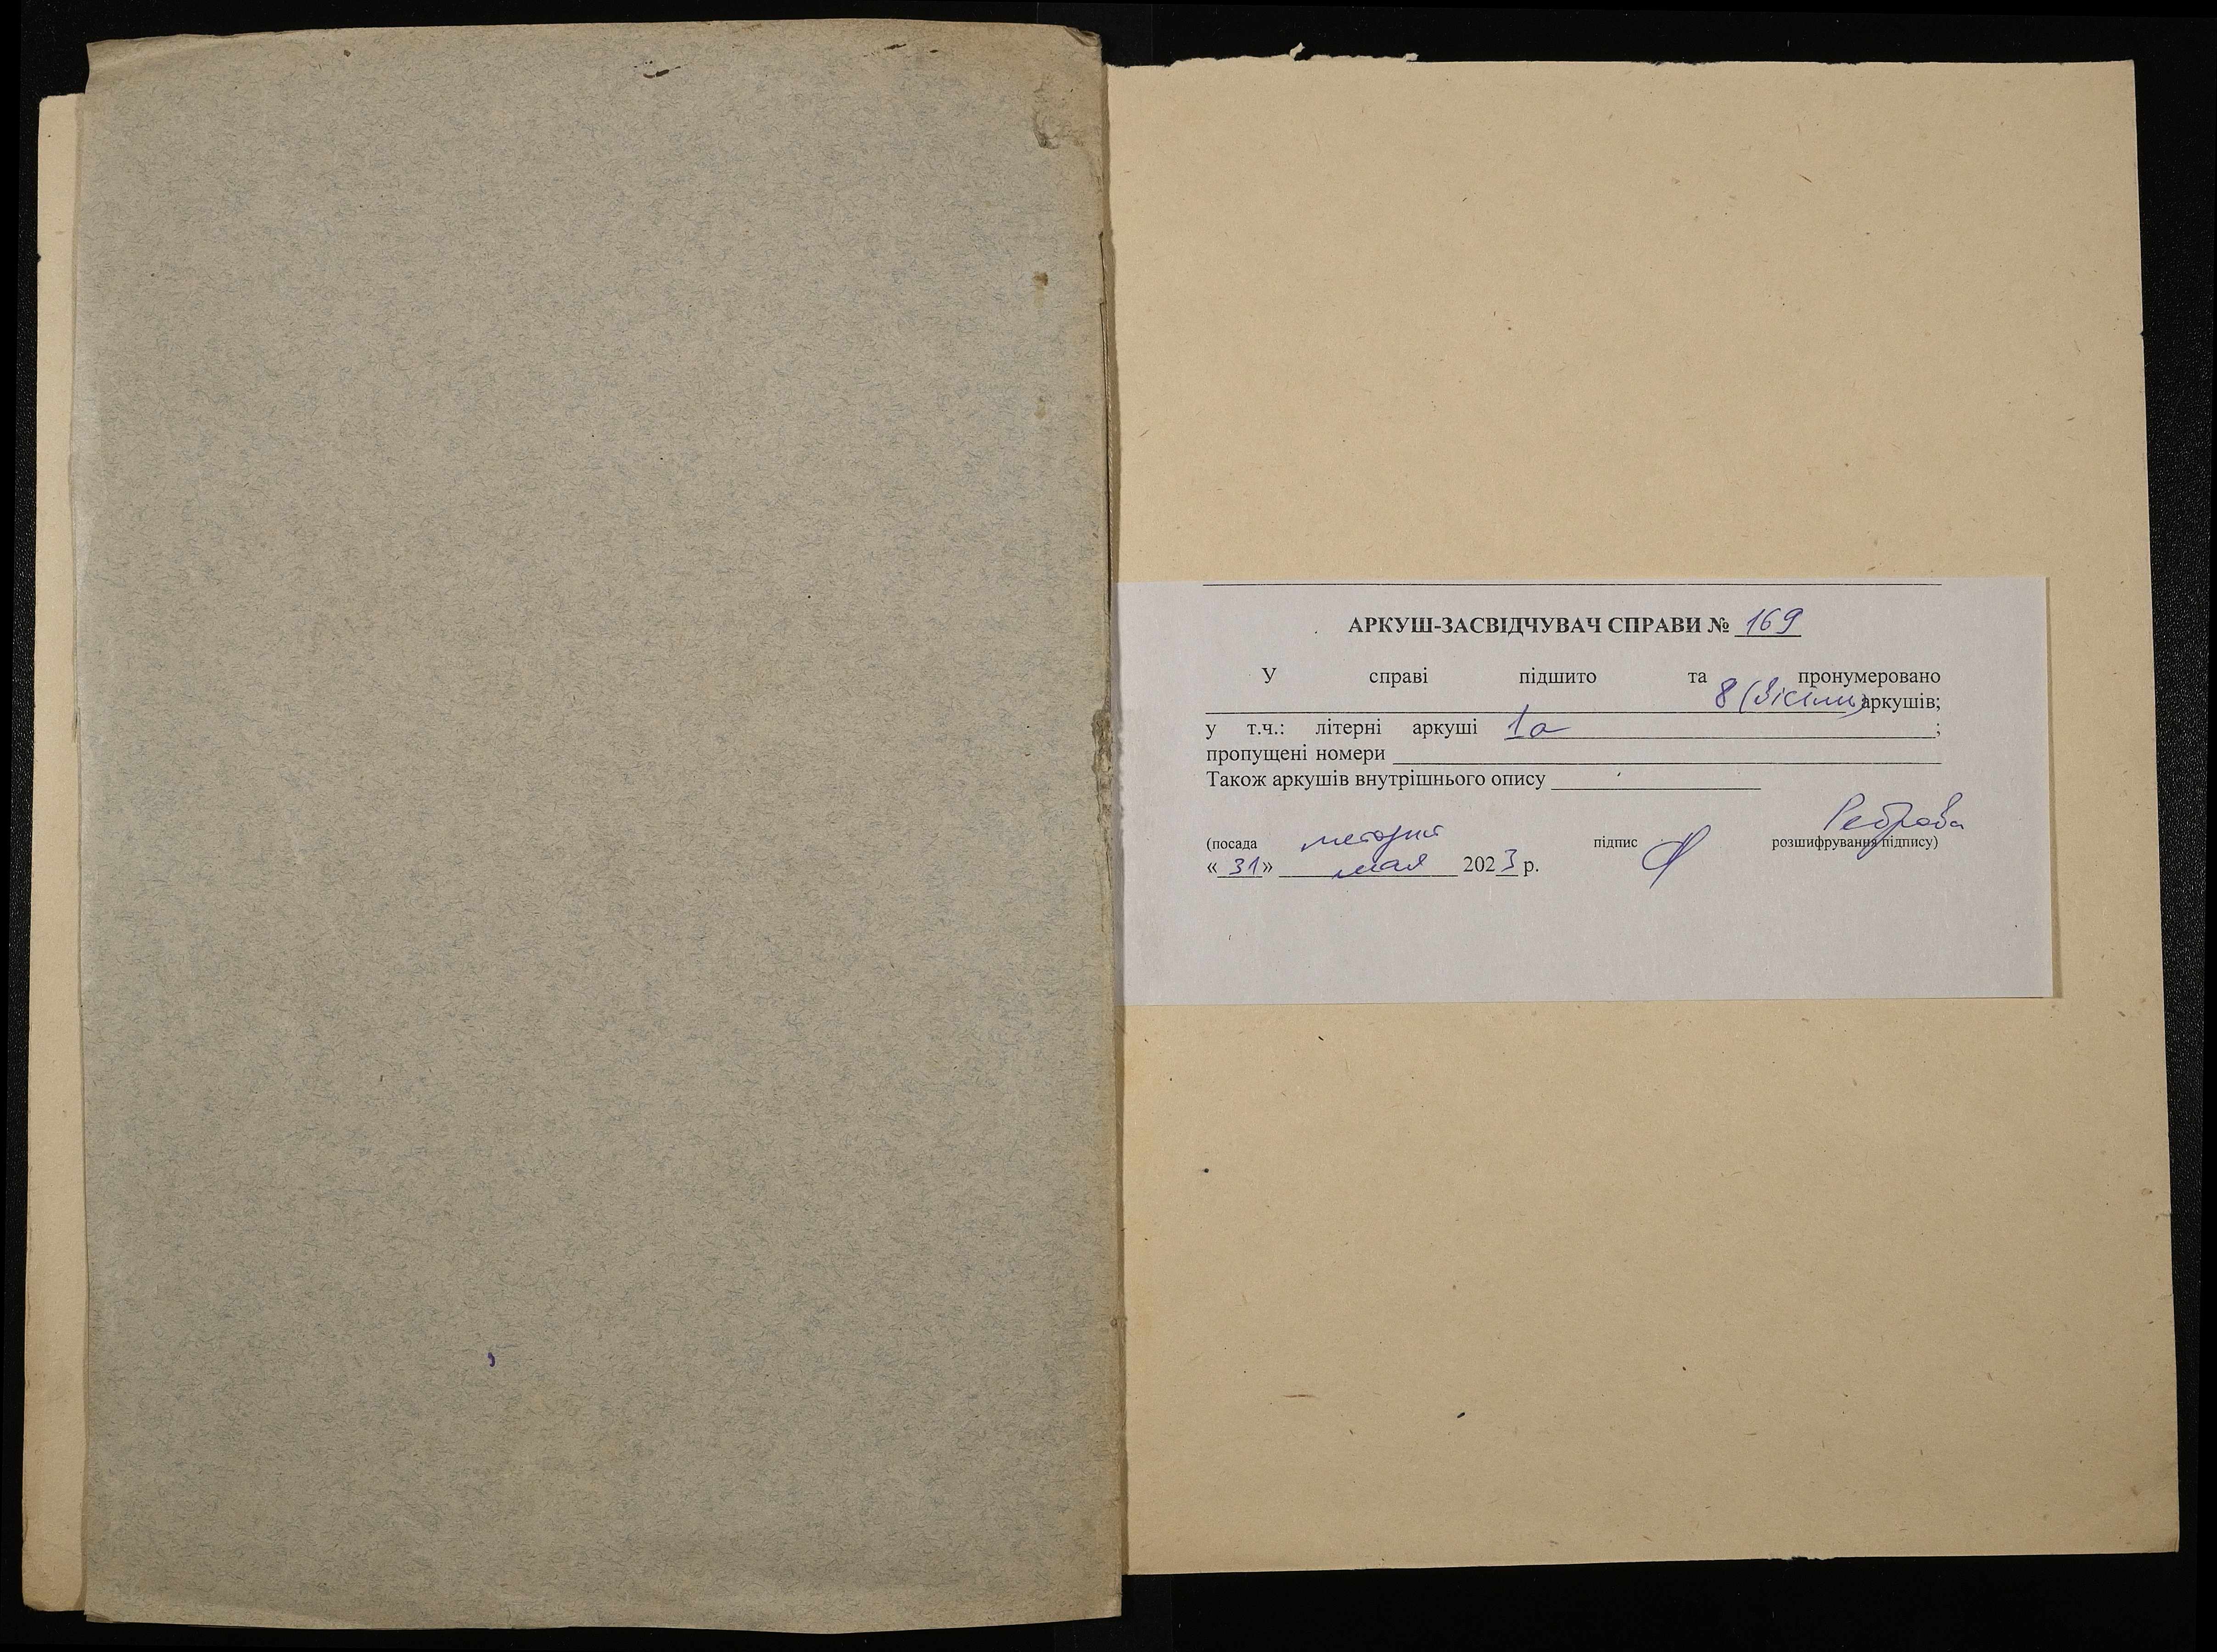 АРКУШ-ЗАСВІДЧУВАЧ СПРАВИ № 169
У справі підшито та пронумеровано
8 (вісім) аркушів;
у т.ч.: літерні аркуші 1а ;
пропущені номери
Також аркушів внутрішнього опису
Реброва
(посада підпис розшифрування підпису)
« 31 » мая 2023 р.